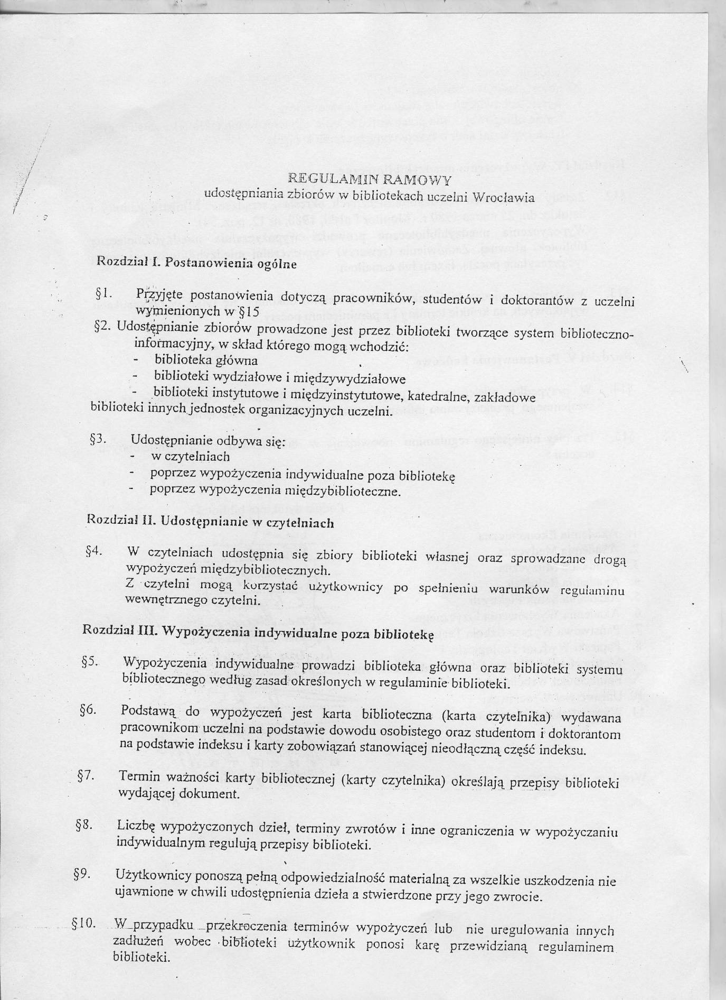 REGULAMIN RAMOWY
udostępniania zbiorów w bibliotekach uczelni Wrocławia
Rozdział I. Postanowienia ogólne
§1. Przyjęte postanowienia dotyczą pracowników, studentów i doktorantów z uczelni
wymienionych w §15
§2. Udostępnianie zbiorów prowadzone jest przez biblioteki tworzące system biblioteczno-
informacyjny, w skład którego mogą wchodzić:
- biblioteka główna
- biblioteki wydziałowe i międzywydziałowe
- biblioteki instytutowe i międzyinstytutowe, katedralne, zakładowe
biblioteki innych jednostek organizacyjnych uczelni.
§3. Udostępnianie odbywa się:
- w czytelniach
- poprzez wypożyczenia indywidualne poza bibliotekę
- poprzez wypożyczenia międzybiblioteczne.
Rozdział II. Udostępnianie w czytelniach
§4. W czytelniach udostępnia się zbiory biblioteki własnej oraz sprowadzane drogą
wypożyczeń międzybibliotecznych.
Z czytelni mogą korzystać użytkownicy po spełnieniu warunków regulaminu
wewnętrznego czytelni.
Rozdział III. Wypożyczenia indywidualne poza bibliotekę
§5. Wypożyczenia indywidualne prowadzi biblioteka główna oraz biblioteki systemu
bibliotecznego według zasad określonych w regulaminie biblioteki.
§6. Podstawą do wypożyczeń jest karta biblioteczna (karta czytelnika) wydawana
pracownikom uczelni na podstawie dowodu osobistego oraz studentom i doktorantom
na podstawie indeksu i karty zobowiązań stanowiącej nieodłączną część indeksu.
§7. Termin ważności karty bibliotecznej (karty czytelnika) określają przepisy biblioteki
wydającej dokument.
§8. Liczbę wypożyczonych dzieł, terminy zwrotów i inne ograniczenia w wypożyczaniu
indywidualnym regulują przepisy biblioteki.
§9. Użytkownicy ponoszą pełną odpowiedzialność materialną za wszelkie uszkodzenia nie
ujawnione w chwili udostępnienia dzieła a stwierdzone przy jego zwrocie.
§10. W przypadku przekroczenia terminów wypożyczeń lub nie uregulowania innych
zadłużeń wobec biblioteki użytkownik ponosi karę przewidzianą regulaminem
biblioteki.